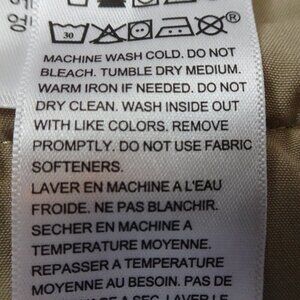 30
MACHINE WASH COLD. DO NOT
BLEACH. TUMBLE DRY MEDIUM.
WARM IRON IF NEEDED. DO NOT
DRY CLEAN. WASH INSIDE OUT
WITH LIKE COLORS. REMOVE
PROMPTLY. DO NOT USE FABRIC
SOFTENERS.
LAVER EN MACHINE A L'EAU
FROIDE. NE PAS BLANCHIR.
SECHER EN MACHINE A
TEMPERATURE MOYENNE.
REPASSER A TEMPERATURE
MOYENNE AU BESOIN. PAS DE